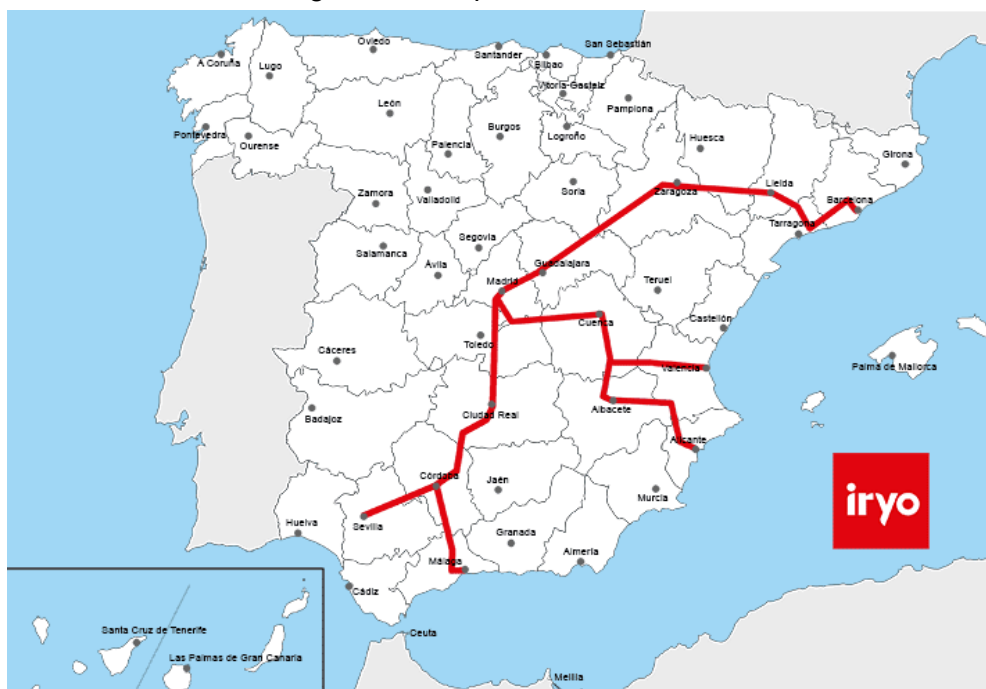 Oviedo
Santander
San Sebastián
Bilbao
A Coruña
Lugo
Vitoria-Gasteiz
León
Pamplona
Pontevedra
Ourense
Palencia
Burgos
Logroño
Huesca
Girona
Zamora
Valladolid
Soria
Zaragoza
Lleida
Barcelona
Tarragona
Salamanca
Segovia
Ávila
Guadalajara
Madrid
Teruel
Castellón
Cuenca
Toledo
Cáceres
Valencia
Palma de Mallorca
Badajoz
Ciudad Real
Albacete
Alicante
Córdoba
Jaén
Murcia
iryo
Sevilla
Huelva
Granada
Almería
Málaga
Cádiz
Santa Cruz de Tenerife
Ceuta
Las Palmas de Gran Canaria
Melilla